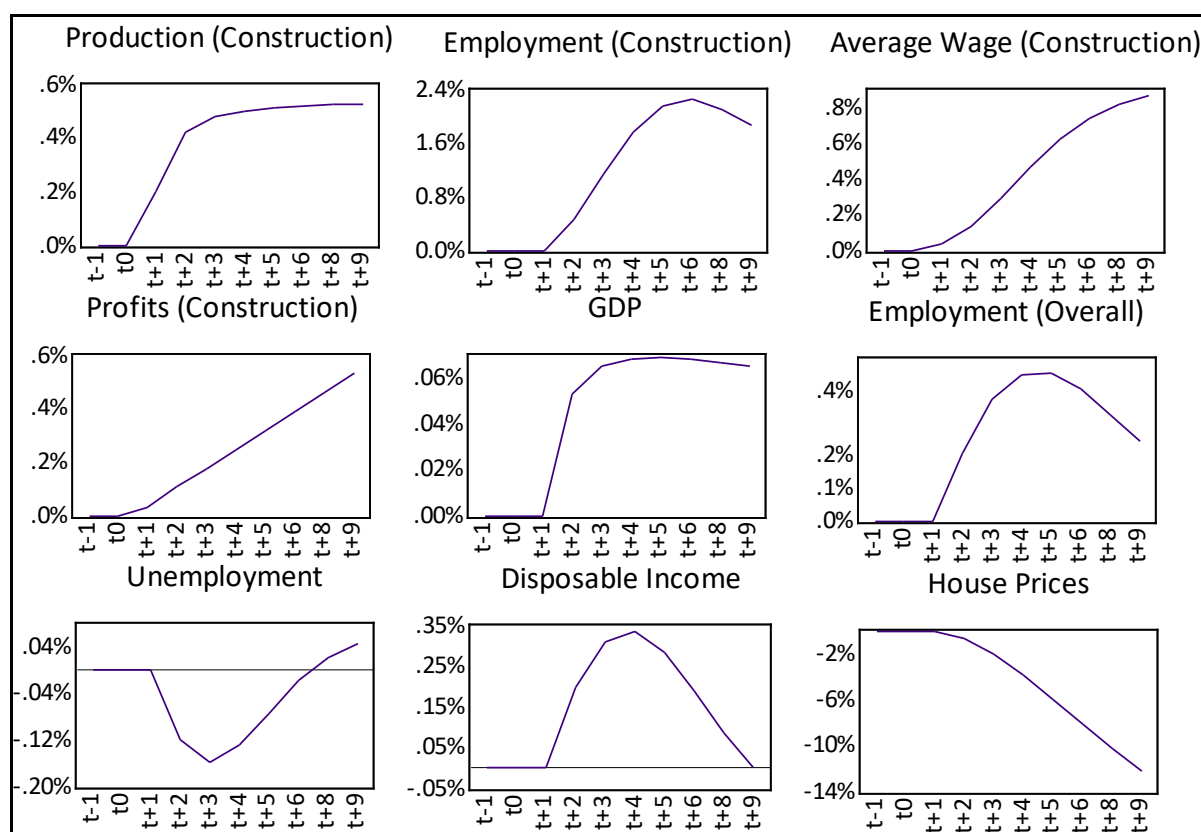 Production (Construction)
Employment (Construction)
Average Wage (Construction)
.6%
.4%
.2%
.0%
t-1 t0 t+1 t+2 t+3 t+4 t+5 t+6 t+8 t+9
2.4%
1.6%
0.8%
0.0%
t-1 t0 t+1 t+2 t+3 t+4 t+5 t+6 t+8 t+9
.8%
.6%
.4%
.2%
.0%
t-1 t0 t+1 t+2 t+3 t+4 t+5 t+6 t+8 t+9
Profits (Construction)
GDP
Employment (Overall)
.6%
.4%
.2%
.0%
t-1 t0 t+1 t+2 t+3 t+4 t+5 t+6 t+8 t+9
.06%
.04%
.02%
.00%
t-1 t0 t+1 t+2 t+3 t+4 t+5 t+6 t+8 t+9
.4%
.2%
.1%
.0%
t-1 t0 t+1 t+2 t+3 t+4 t+5 t+6 t+8 t+9
Unemployment
Disposable Income
House Prices
.04%
-.04%
-.12%
-.20%
t-1 t0 t+1 t+2 t+3 t+4 t+5 t+6 t+8 t+9
.35%
.25%
.15%
.05%
-.05%
t-1 t0 t+1 t+2 t+3 t+4 t+5 t+6 t+8 t+9
-2%
-6%
-10%
-14%
t-1 t0 t+1 t+2 t+3 t+4 t+5 t+6 t+8 t+9